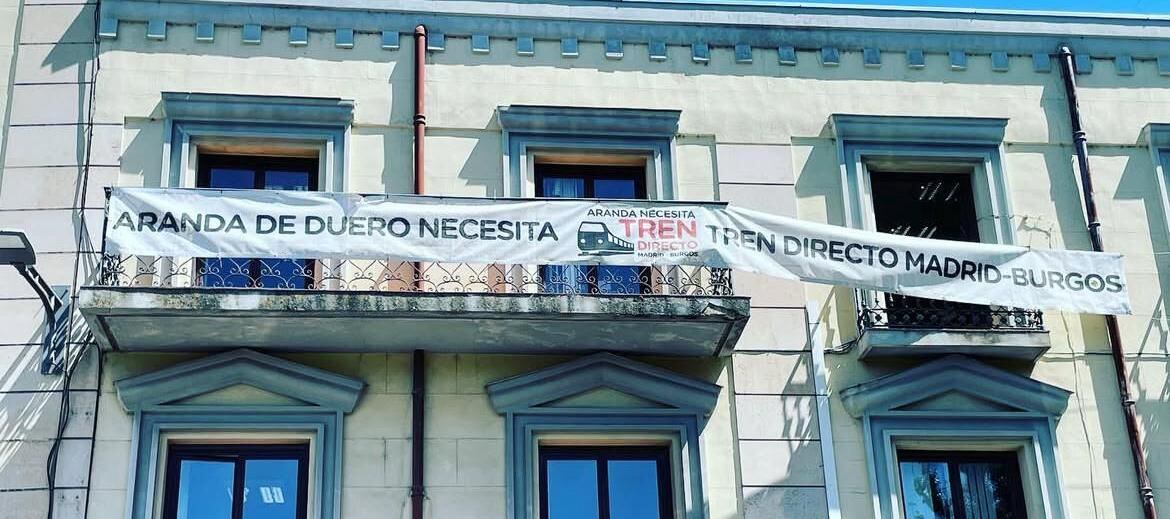 ARANDA DE DUERO NECESITA
ARANDA NECESITA
TREN
DIRECTO
MADRID - BURGOS
TREN DIRECTO MADRID-BURGOS